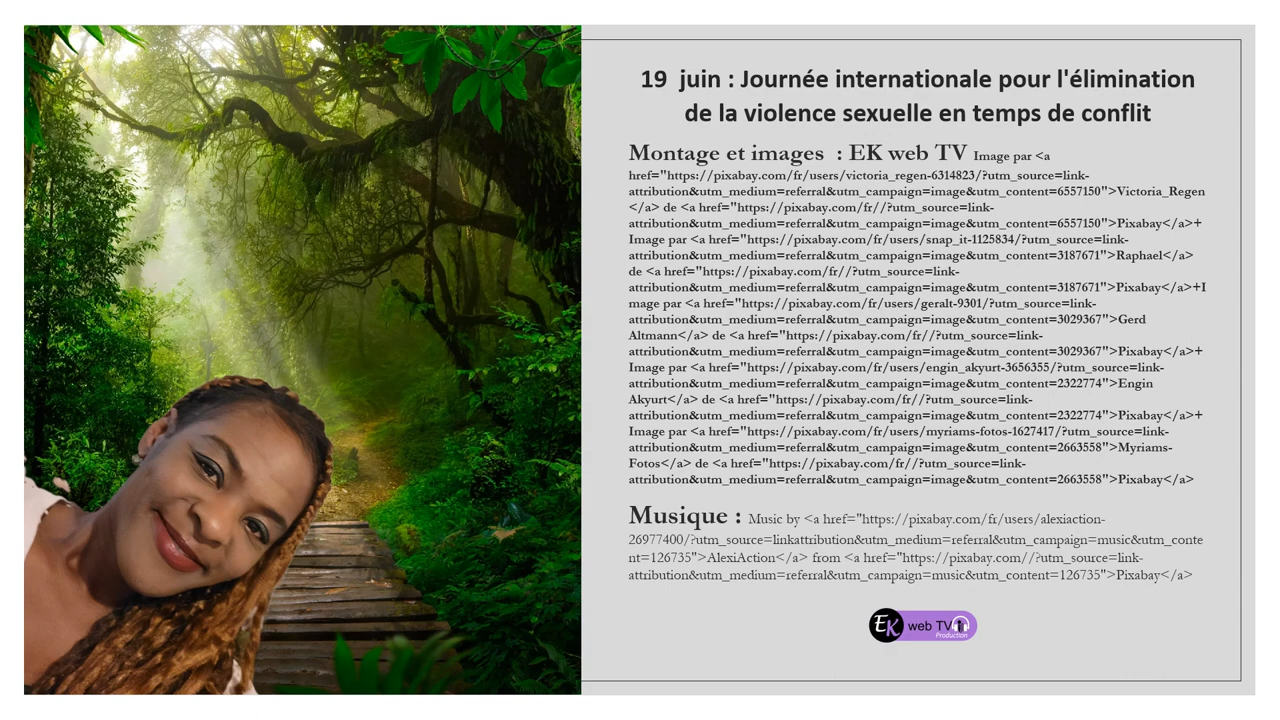 19  juin : Journée internationale pour l'élimination
de la violence sexuelle en temps de conflit
Montage et images  : EK web TV Image par <a
href="https://pixabay.com/fr/users/victoria_regen-6314823/?utm_source=link-
attribution&utm_medium=referral&utm_campaign=image&utm_content=6557150">Victoria_Regen
</a> de <a href="https://pixabay.com/fr//?utm_source=link-
attribution&utm_medium=referral&utm_campaign=image&utm_content=6557150">Pixabay</a>+
Image par <a href="https://pixabay.com/fr/users/snap_it-1125834/?utm_source=link-
attribution&utm_medium=referral&utm_campaign=image&utm_content=3187671">Raphael</a>
de <a href="https://pixabay.com/fr//?utm_source=link-
attribution&utm_medium=referral&utm_campaign=image&utm_content=3187671">Pixabay</a>+I
mage par <a href="https://pixabay.com/fr/users/geralt-9301/?utm_source=link-
attribution&utm_medium=referral&utm_campaign=image&utm_content=3029367">Gerd
Altmann</a> de <a href="https://pixabay.com/fr//?utm_source=link-
attribution&utm_medium=referral&utm_campaign=image&utm_content=3029367">Pixabay</a>+
Image par <a href="https://pixabay.com/fr/users/engin_akyurt-3656355/?utm_source=link-
attribution&utm_medium=referral&utm_campaign=image&utm_content=2322774">Engin
Akyurt</a> de <a href="https://pixabay.com/fr//?utm_source=link-
attribution&utm_medium=referral&utm_campaign=image&utm_content=2322774">Pixabay</a>+
Image par <a href="https://pixabay.com/fr/users/myriams-fotos-1627417/?utm_source=link-
attribution&utm_medium=referral&utm_campaign=image&utm_content=2663558">Myriams-
Fotos</a> de <a href="https://pixabay.com/fr//?utm_source=link-
attribution&utm_medium=referral&utm_campaign=image&utm_content=2663558">Pixabay</a>
Musique : Music by <a href="https://pixabay.com/fr/users/alexiaction-
26977400/?utm_source=linkattribution&utm_medium=referral&utm_campaign=music&utm_conte
nt=126735">AlexiAction</a> from <a href="https://pixabay.com//?utm_source=link-
attribution&utm_medium=referral&utm_campaign=music&utm_content=126735">Pixabay</a>
EK web TV
Production